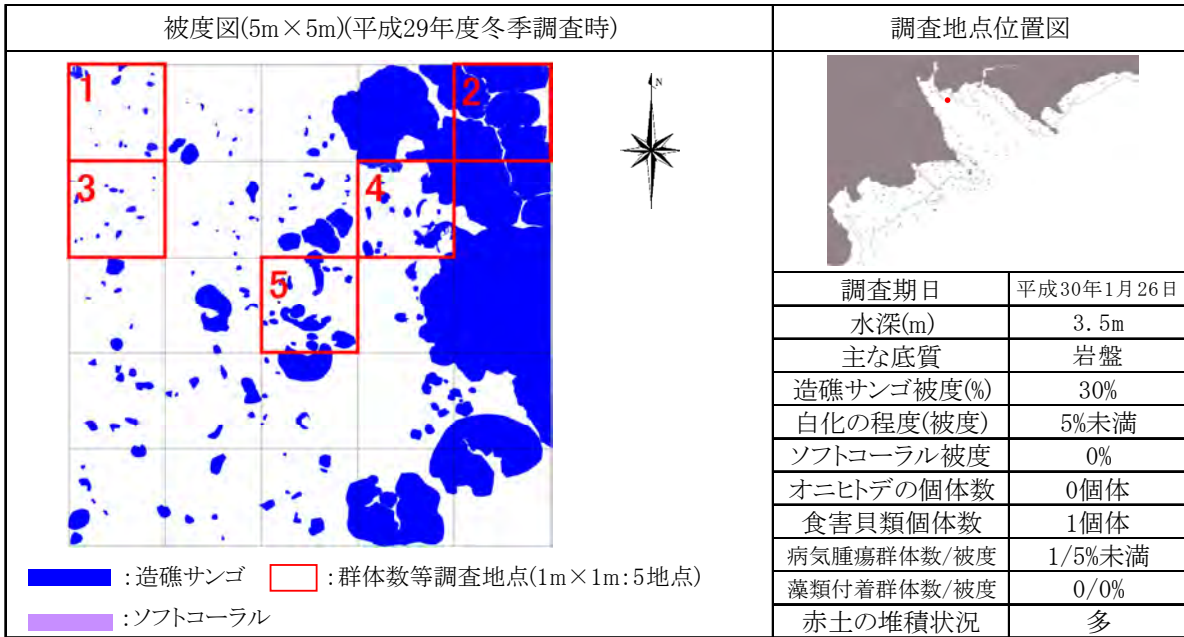 被度図(5m×5m)(平成29年度冬季調査時)
調査地点位置図
1
2
3
4
5
N
調査期日 平成30年1月26日
水深(m) 3.5m
主な底質 岩盤
造礁サンゴ被度(%) 30%
白化の程度(被度) 5%未満
ソフトコーラル被度 0%
オニヒトデの個体数 0個体
食害貝類個体数 1個体
病気腫瘍群体数/被度 1/5%未満
藻類付着群体数/被度 0/0%
赤土の堆積状況 多
:造礁サンゴ :群体数等調査地点(1m×1m:5地点)
:ソフトコーラル